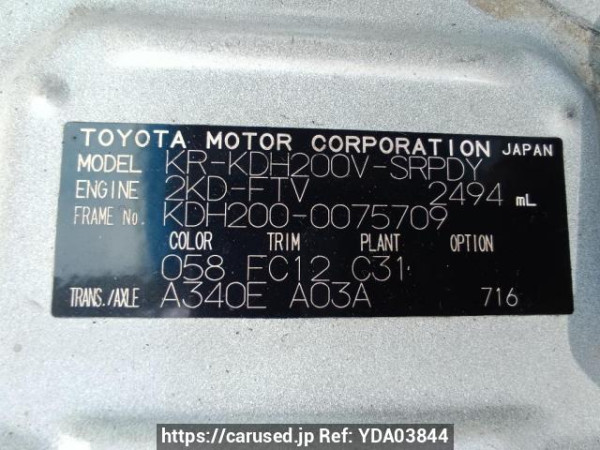 TOYOTA MOTOR CORPORATION JAPAN
MODEL KR-KDH200V-SRPDY
ENGINE 2KD-FTV 2494 mL
FRAME No. KDH200-0075709
COLOR TRIM PLANT OPTION
058 FC12 C31
TRANS./AXLE A340E A03A 716
https://carused.jp Ref: YDA03844